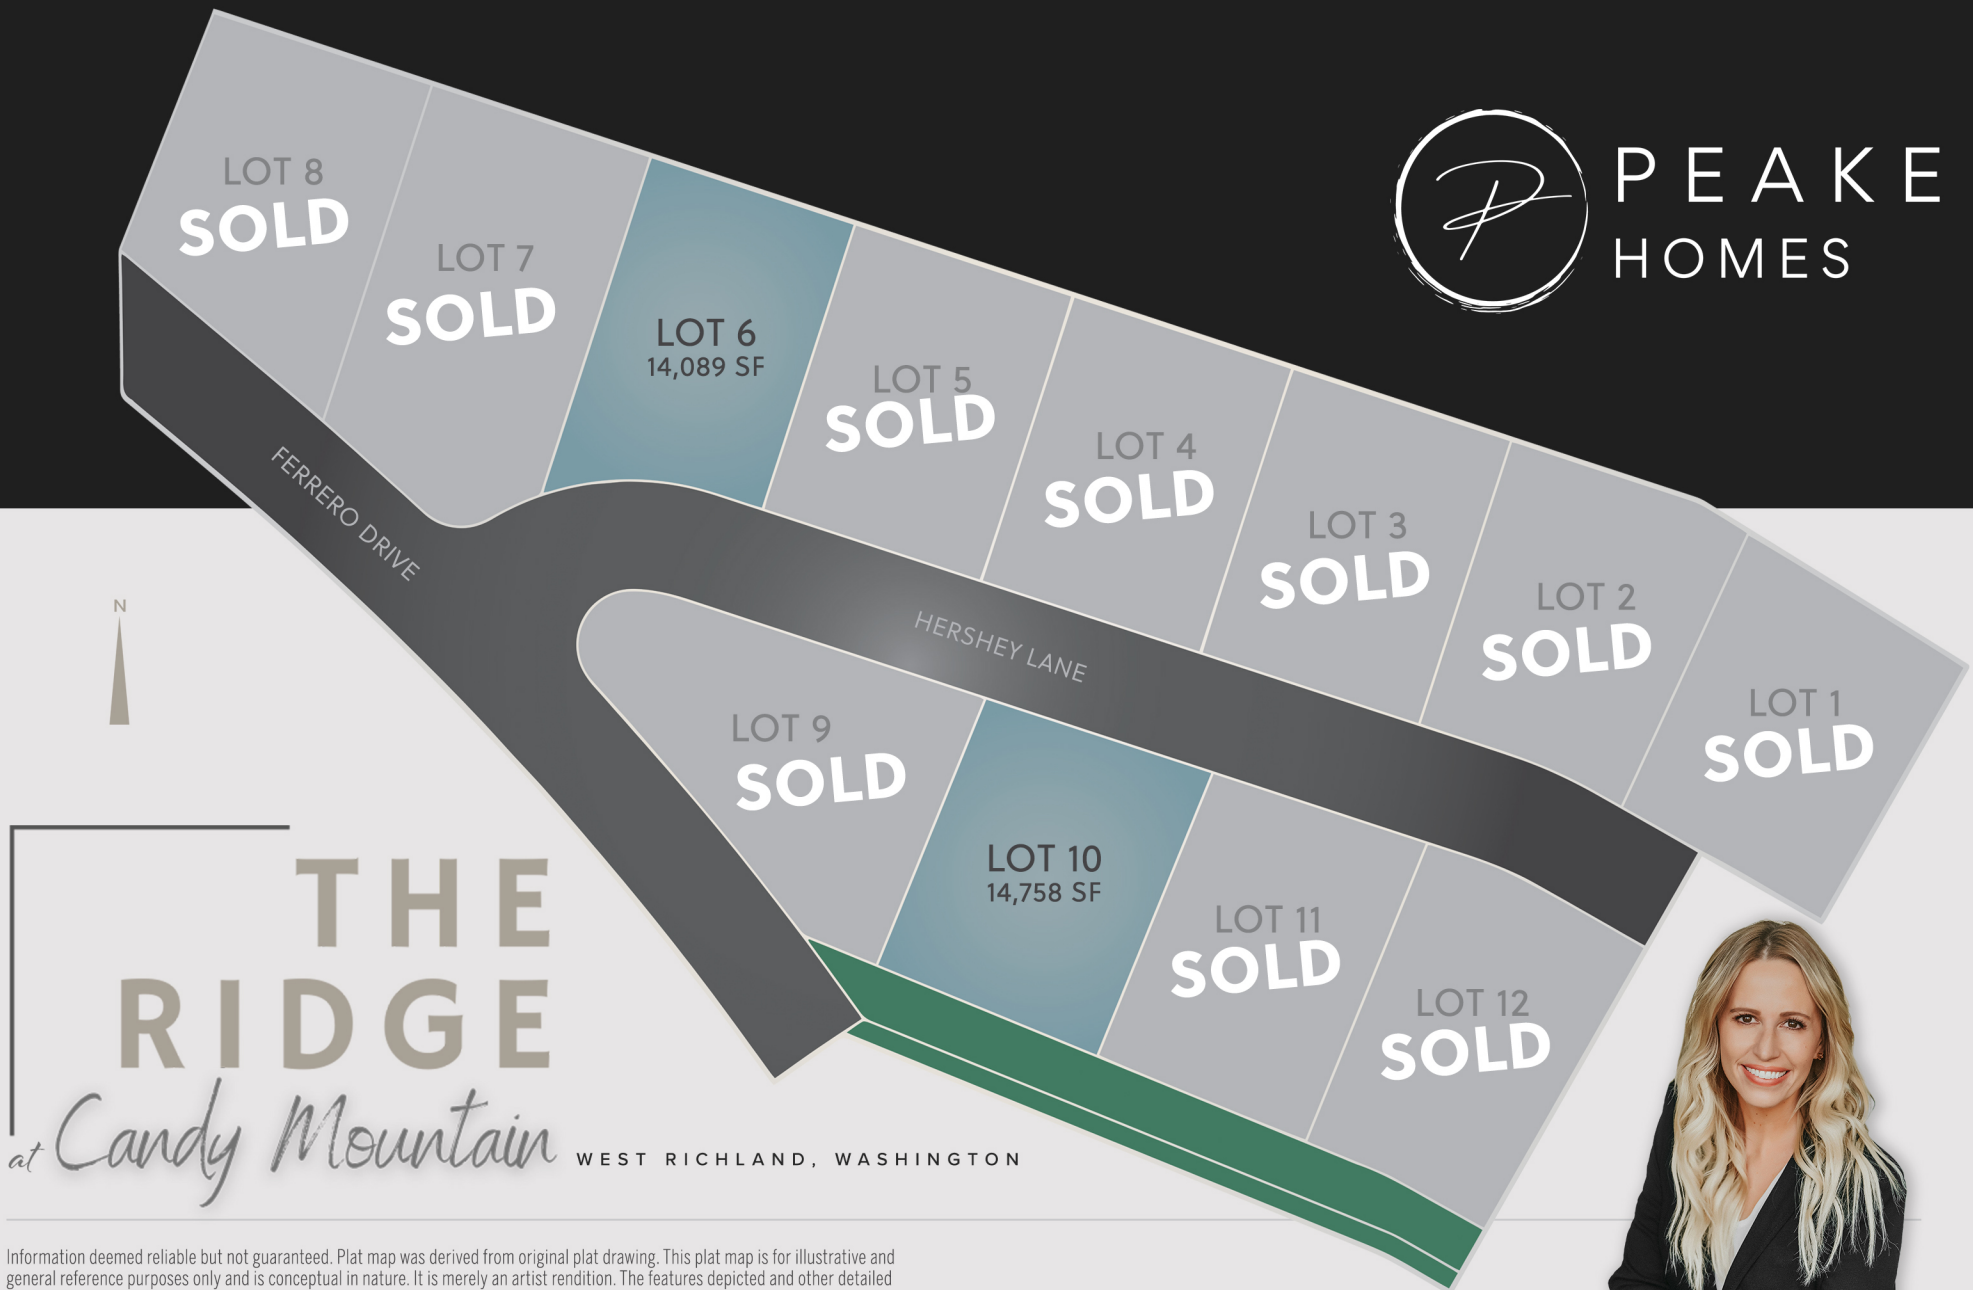 PEAKE
HOMES
LOT 8
SOLD
LOT 7
SOLD
LOT 6
14,089 SF
LOT 5
SOLD
LOT 4
SOLD
LOT 3
SOLD
LOT 2
SOLD
LOT 1
SOLD
FERRERO DRIVE
HERSHEY LANE
N
LOT 9
SOLD
LOT 10
14,758 SF
LOT 11
SOLD
LOT 12
SOLD
THE
RIDGE
at Candy Mountain
WEST RICHLAND, WASHINGTON
Information deemed reliable but not guaranteed. Plat map was derived from original plat drawing. This plat map is for illustrative and
general reference purposes only and is conceptual in nature. It is merely an artist rendition. The features depicted and other detailed